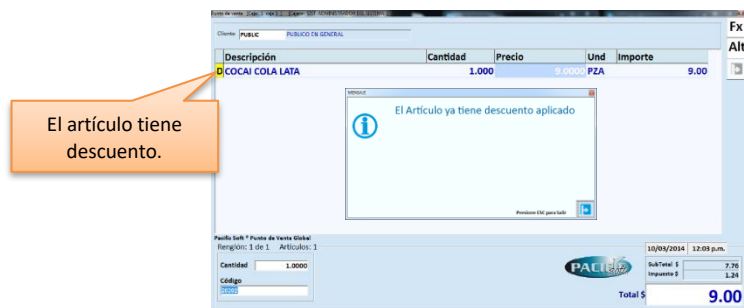 Fx
Alt
Cliente PUBLIC PUBLICO EN GENERAL
Descripción Cantidad Precio Und Importe
D COCAI COLA LATA 1.000 9.0000 PZA 9.00
MENSAJE
El Artículo ya tiene descuento aplicado
Presione ESC para Salir
El artículo tiene
descuento.
Pacific Soft * Punto de Venta Global
Renglón: 1 de 1 Artículos: 1
10/03/2014 12:03 p.m.
Cantidad 1.0000
SubTotal $ 7.76
Impuesto $ 1.24
Código
Total $ 9.00